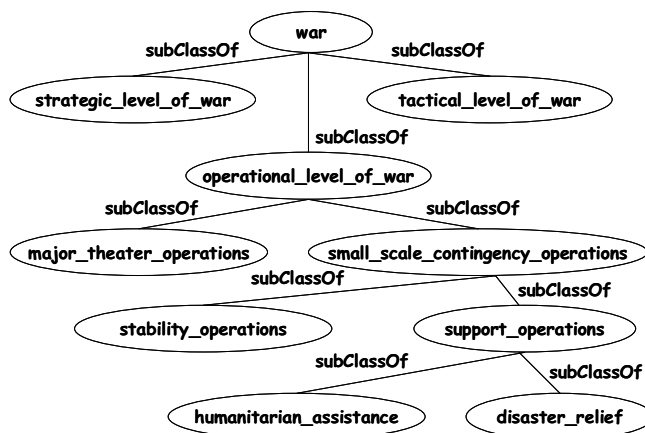 war
subClassOf
subClassOf
strategic_level_of_war
tactical_level_of_war
subClassOf
operational_level_of_war
subClassOf
subClassOf
major_theater_operations
small_scale_contingency_operations
subClassOf
subClassOf
stability_operations
support_operations
subClassOf
subClassOf
humanitarian_assistance
disaster_relief